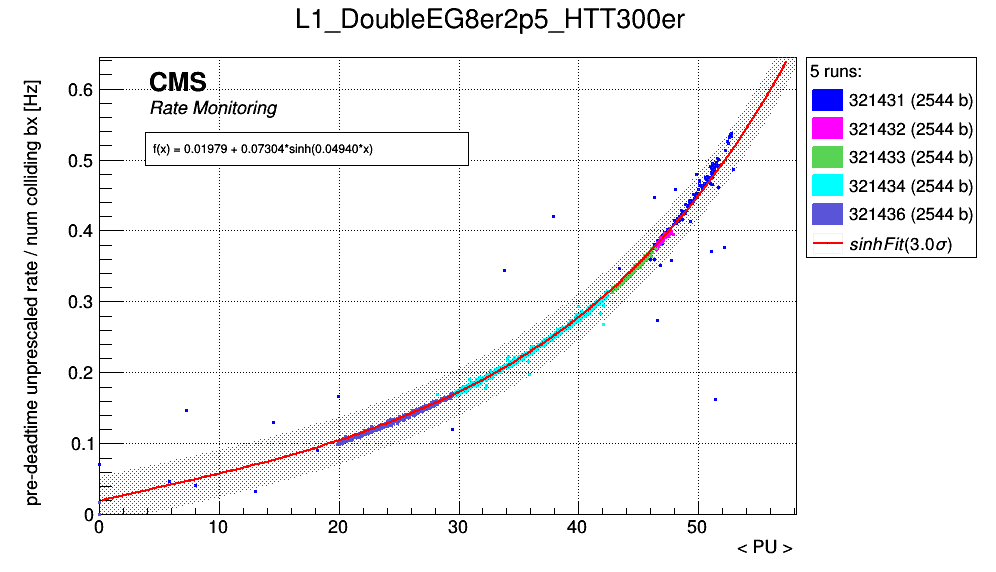 L1_DoubleEG8er2p5_HTT300er
pre-deadtime unprescaled rate / num colliding bx [Hz]
CMS
Rate Monitoring
f(x) = 0.01979 + 0.07304*sinh(0.04940*x)
0.6
0.5
0.4
0.3
0.2
0.1
0
0 10 20 30 40 50
< PU >
5 runs:
321431 (2544 b)
321432 (2544 b)
321433 (2544 b)
321434 (2544 b)
321436 (2544 b)
sinhFit(3.0σ)